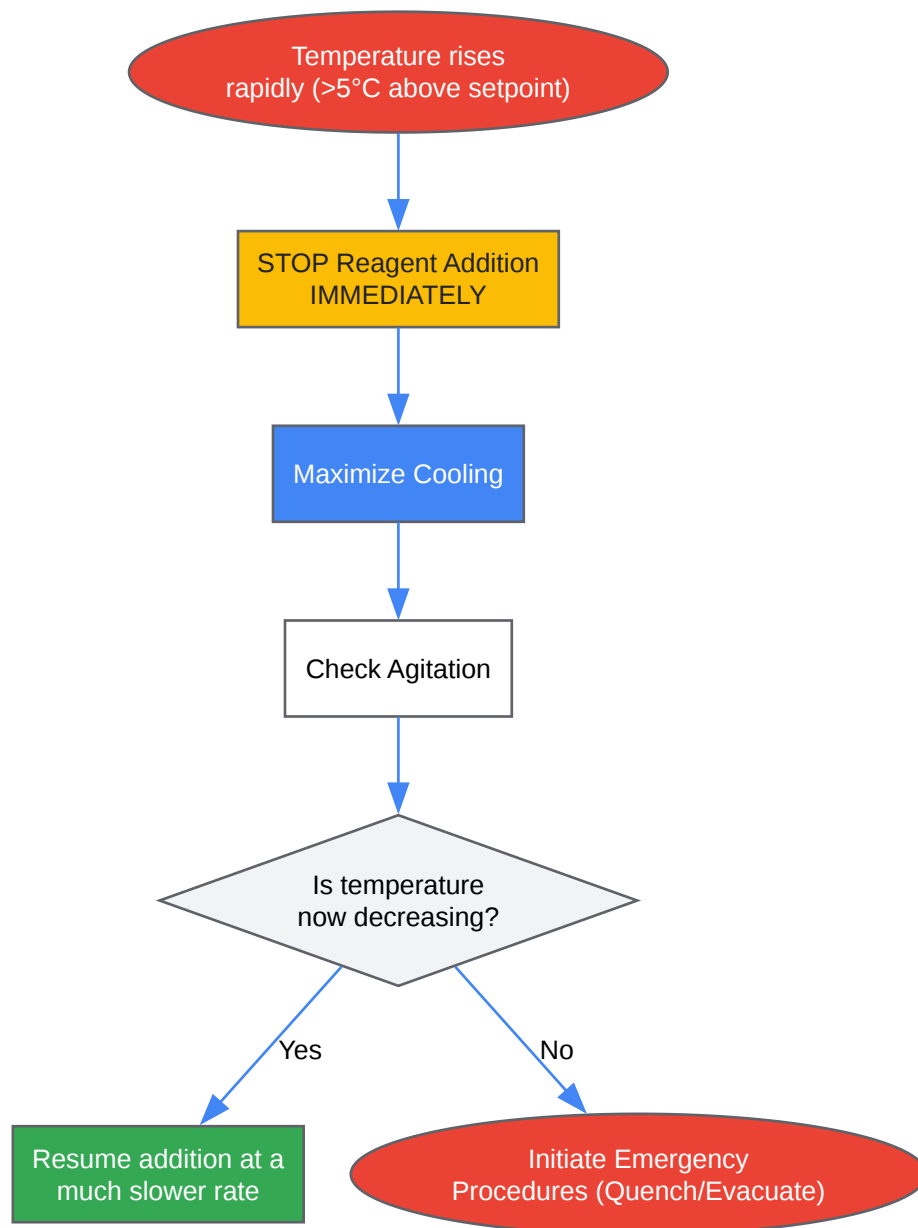 Temperature rises
rapidly (>5°C above setpoint)
STOP Reagent Addition
IMMEDIATELY
Maximize Cooling
Check Agitation
Is temperature
now decreasing?
Yes
No
Resume addition at a
much slower rate
Initiate Emergency
Procedures (Quench/Evacuate)